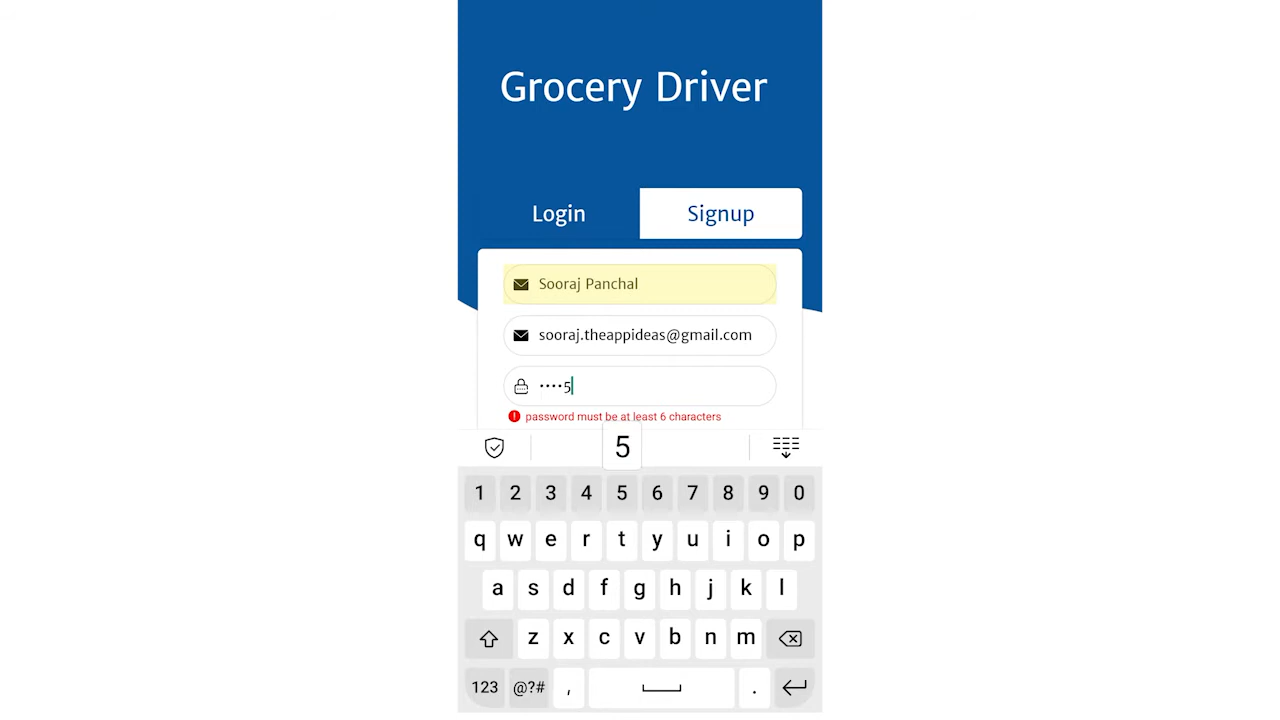 Grocery Driver
Login Signup
Sooraj Panchal
sooraj.theappideas@gmail.com
••••5
password must be at least 6 characters
5
1 2 3 4 5 6 7 8 9 0
q w e r t y u i o p
a s d f g h j k l
z x c v b n m
123 @?# , .